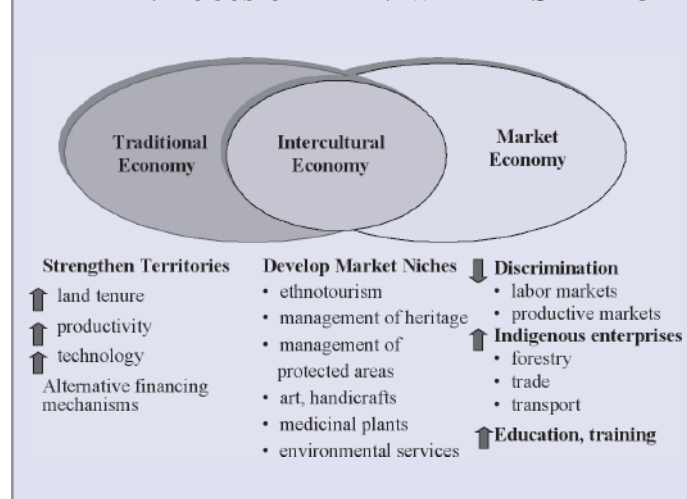 Traditional
Economy
Intercultural
Economy
Market
Economy
Strengthen Territories
land tenure
productivity
technology
Alternative financing
mechanisms
Develop Market Niches
• ethnotourism
• management of heritage
• management of
protected areas
• art, handicrafts
• medicinal plants
• environmental services
Discrimination
• labor markets
• productive markets
Indigenous enterprises
• forestry
• trade
• transport
Education, training